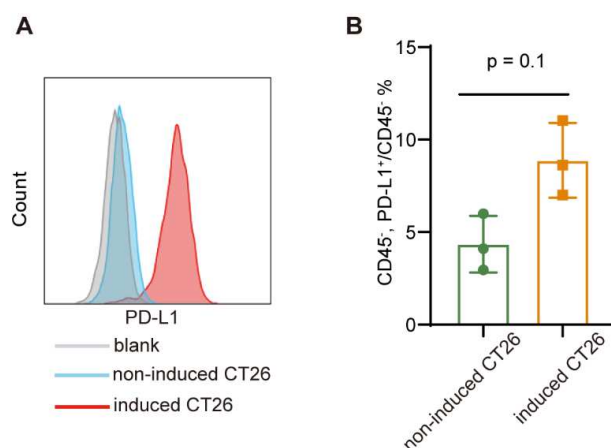 A
Count
PD-L1
blank
non-induced CT26
induced CT26
B
CD45⁻, PD-L1⁺/CD45⁻ %
15
10
5
0
p = 0.1
non-induced CT26
induced CT26